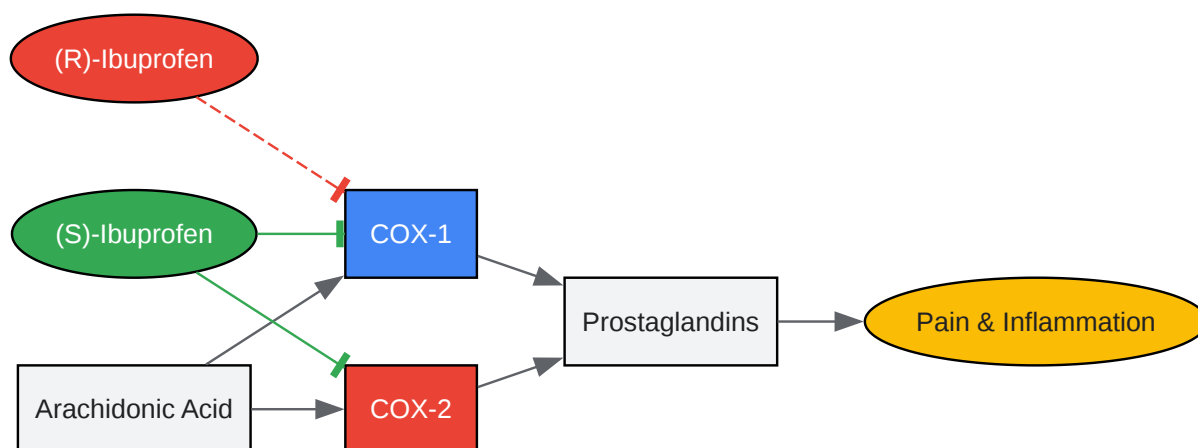 (R)-Ibuprofen
(S)-Ibuprofen
COX-1
Prostaglandins
Pain & Inflammation
Arachidonic Acid
COX-2